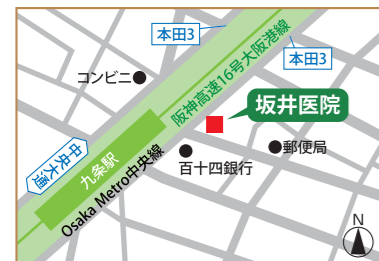 本田3
本田3
コンビニ
阪神高速16号大阪港線
坂井医院
郵便局
百十四銀行
九条駅
Osaka Metro中央線
中央大通
N